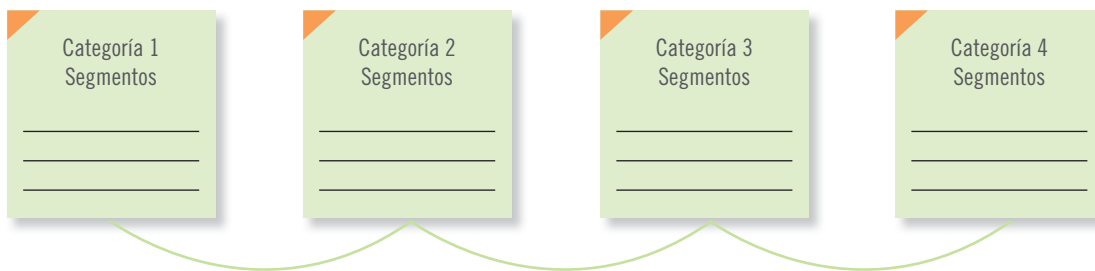 Categoría 1
Segmentos
Categoría 2
Segmentos
Categoría 3
Segmentos
Categoría 4
Segmentos